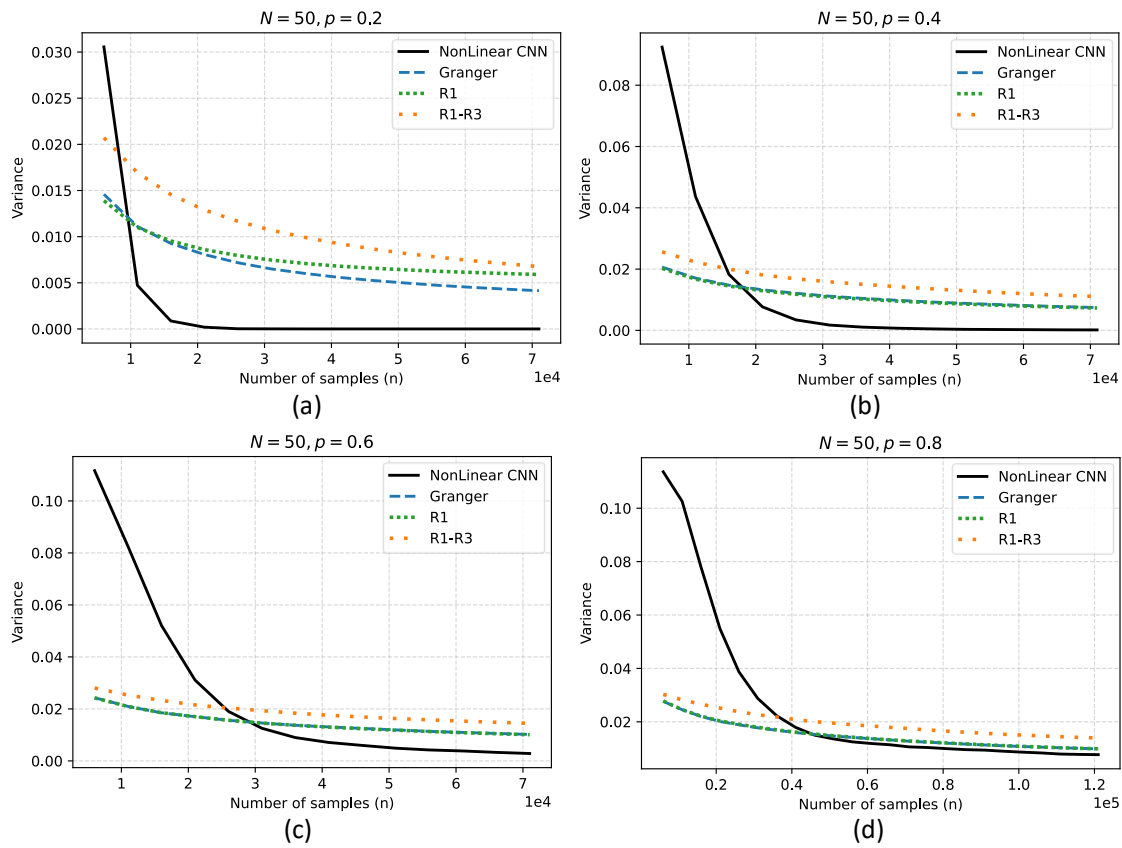 N = 50, p = 0.2
0.030
0.025
0.020
0.015
0.010
0.005
0.000
Variance
NonLinear CNN
Granger
R1
R1-R3
1 2 3 4 5 6 7
1e4
Number of samples (n)
(a)
N = 50, p = 0.4
0.08
0.06
0.04
0.02
0.00
Variance
NonLinear CNN
Granger
R1
R1-R3
1 2 3 4 5 6 7
1e4
Number of samples (n)
(b)
N = 50, p = 0.6
0.10
0.08
0.06
0.04
0.02
0.00
Variance
NonLinear CNN
Granger
R1
R1-R3
1 2 3 4 5 6 7
1e4
Number of samples (n)
(c)
N = 50, p = 0.8
0.10
0.08
0.06
0.04
0.02
Variance
NonLinear CNN
Granger
R1
R1-R3
0.2 0.4 0.6 0.8 1.0 1.2
1e5
Number of samples (n)
(d)